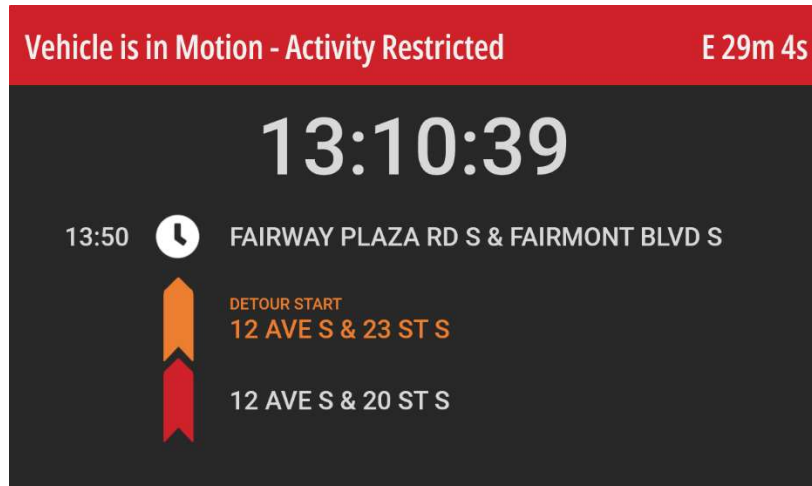 Vehicle is in Motion - Activity Restricted E 29m 4s
13:10:39
13:50 FAIRWAY PLAZA RD S & FAIRMONT BLVD S
DETOUR START
12 AVE S & 23 ST S
12 AVE S & 20 ST S